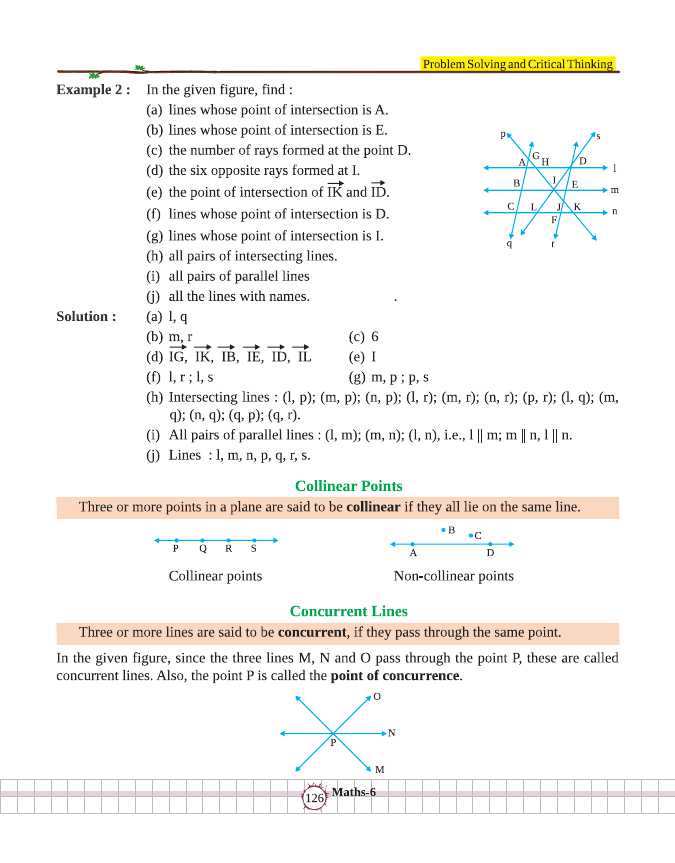 Problem Solving and Critical Thinking
Example 2 : In the given figure, find :
(a) lines whose point of intersection is A.
(b) lines whose point of intersection is E.
(c) the number of rays formed at the point D.
(d) the six opposite rays formed at I.
(e) the point of intersection of IK and ID.
(f) lines whose point of intersection is D.
(g) lines whose point of intersection is I.
(h) all pairs of intersecting lines.
(i) all pairs of parallel lines
(j) all the lines with names. .
p s
G
A H D
l
I
B E
m
C L J K
n
F
q r
Solution : (a) l, q
(b) m, r (c) 6
(d) IG, IK, IB, IE, ID, IL (e) I
(f) l, r ; l, s (g) m, p ; p, s
(h) Intersecting lines : (l, p); (m, p); (n, p); (l, r); (m, r); (n, r); (p, r); (l, q); (m,
q); (n, q); (q, p); (q, r).
(i) All pairs of parallel lines : (l, m); (m, n); (l, n), i.e., l || m; m || n, l || n.
(j) Lines : l, m, n, p, q, r, s.
Collinear Points
Three or more points in a plane are said to be collinear if they all lie on the same line.
P Q R S
B
C
A D
Collinear points Non-collinear points
Concurrent Lines
Three or more lines are said to be concurrent, if they pass through the same point.
In the given figure, since the three lines M, N and O pass through the point P, these are called
concurrent lines. Also, the point P is called the point of concurrence.
O
N
P
M
126 Maths-6